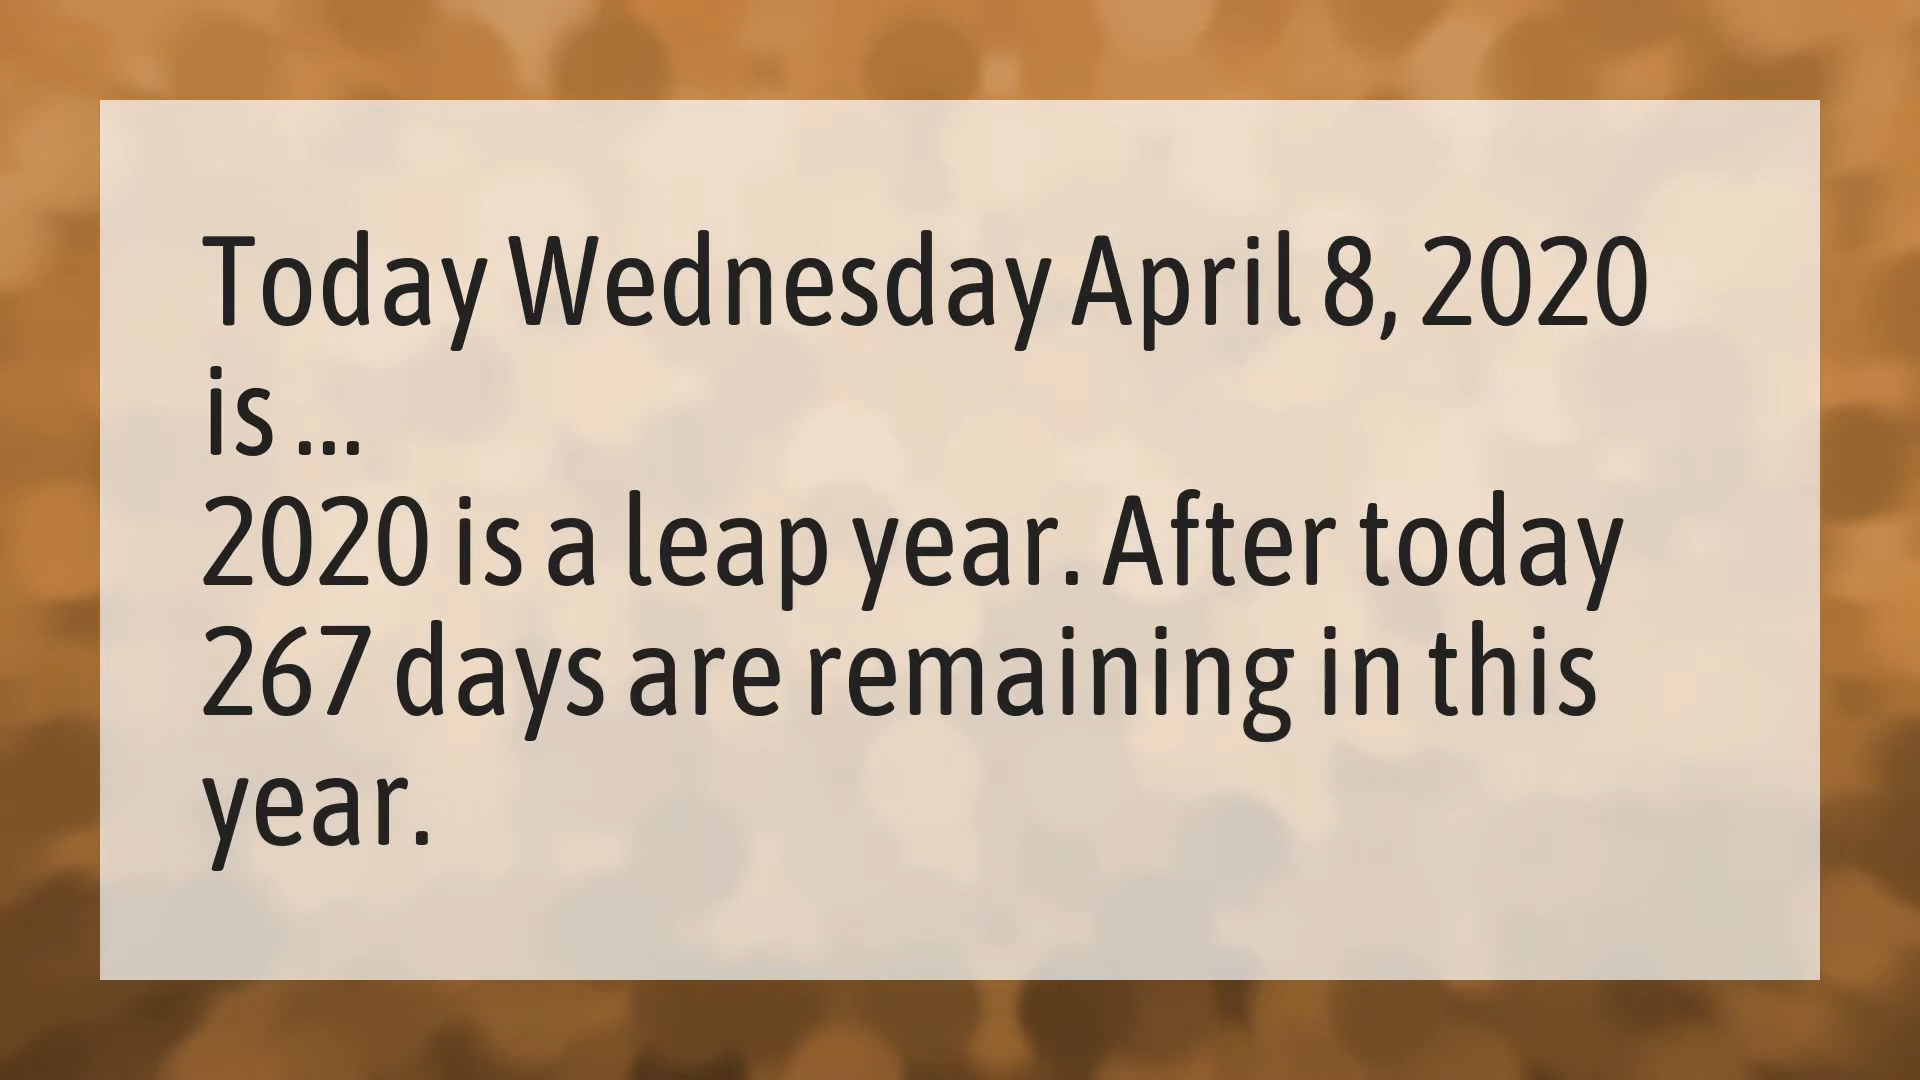 Today Wednesday April 8, 2020
is ...
2020 is a leap year. After today
267 days are remaining in this
year.